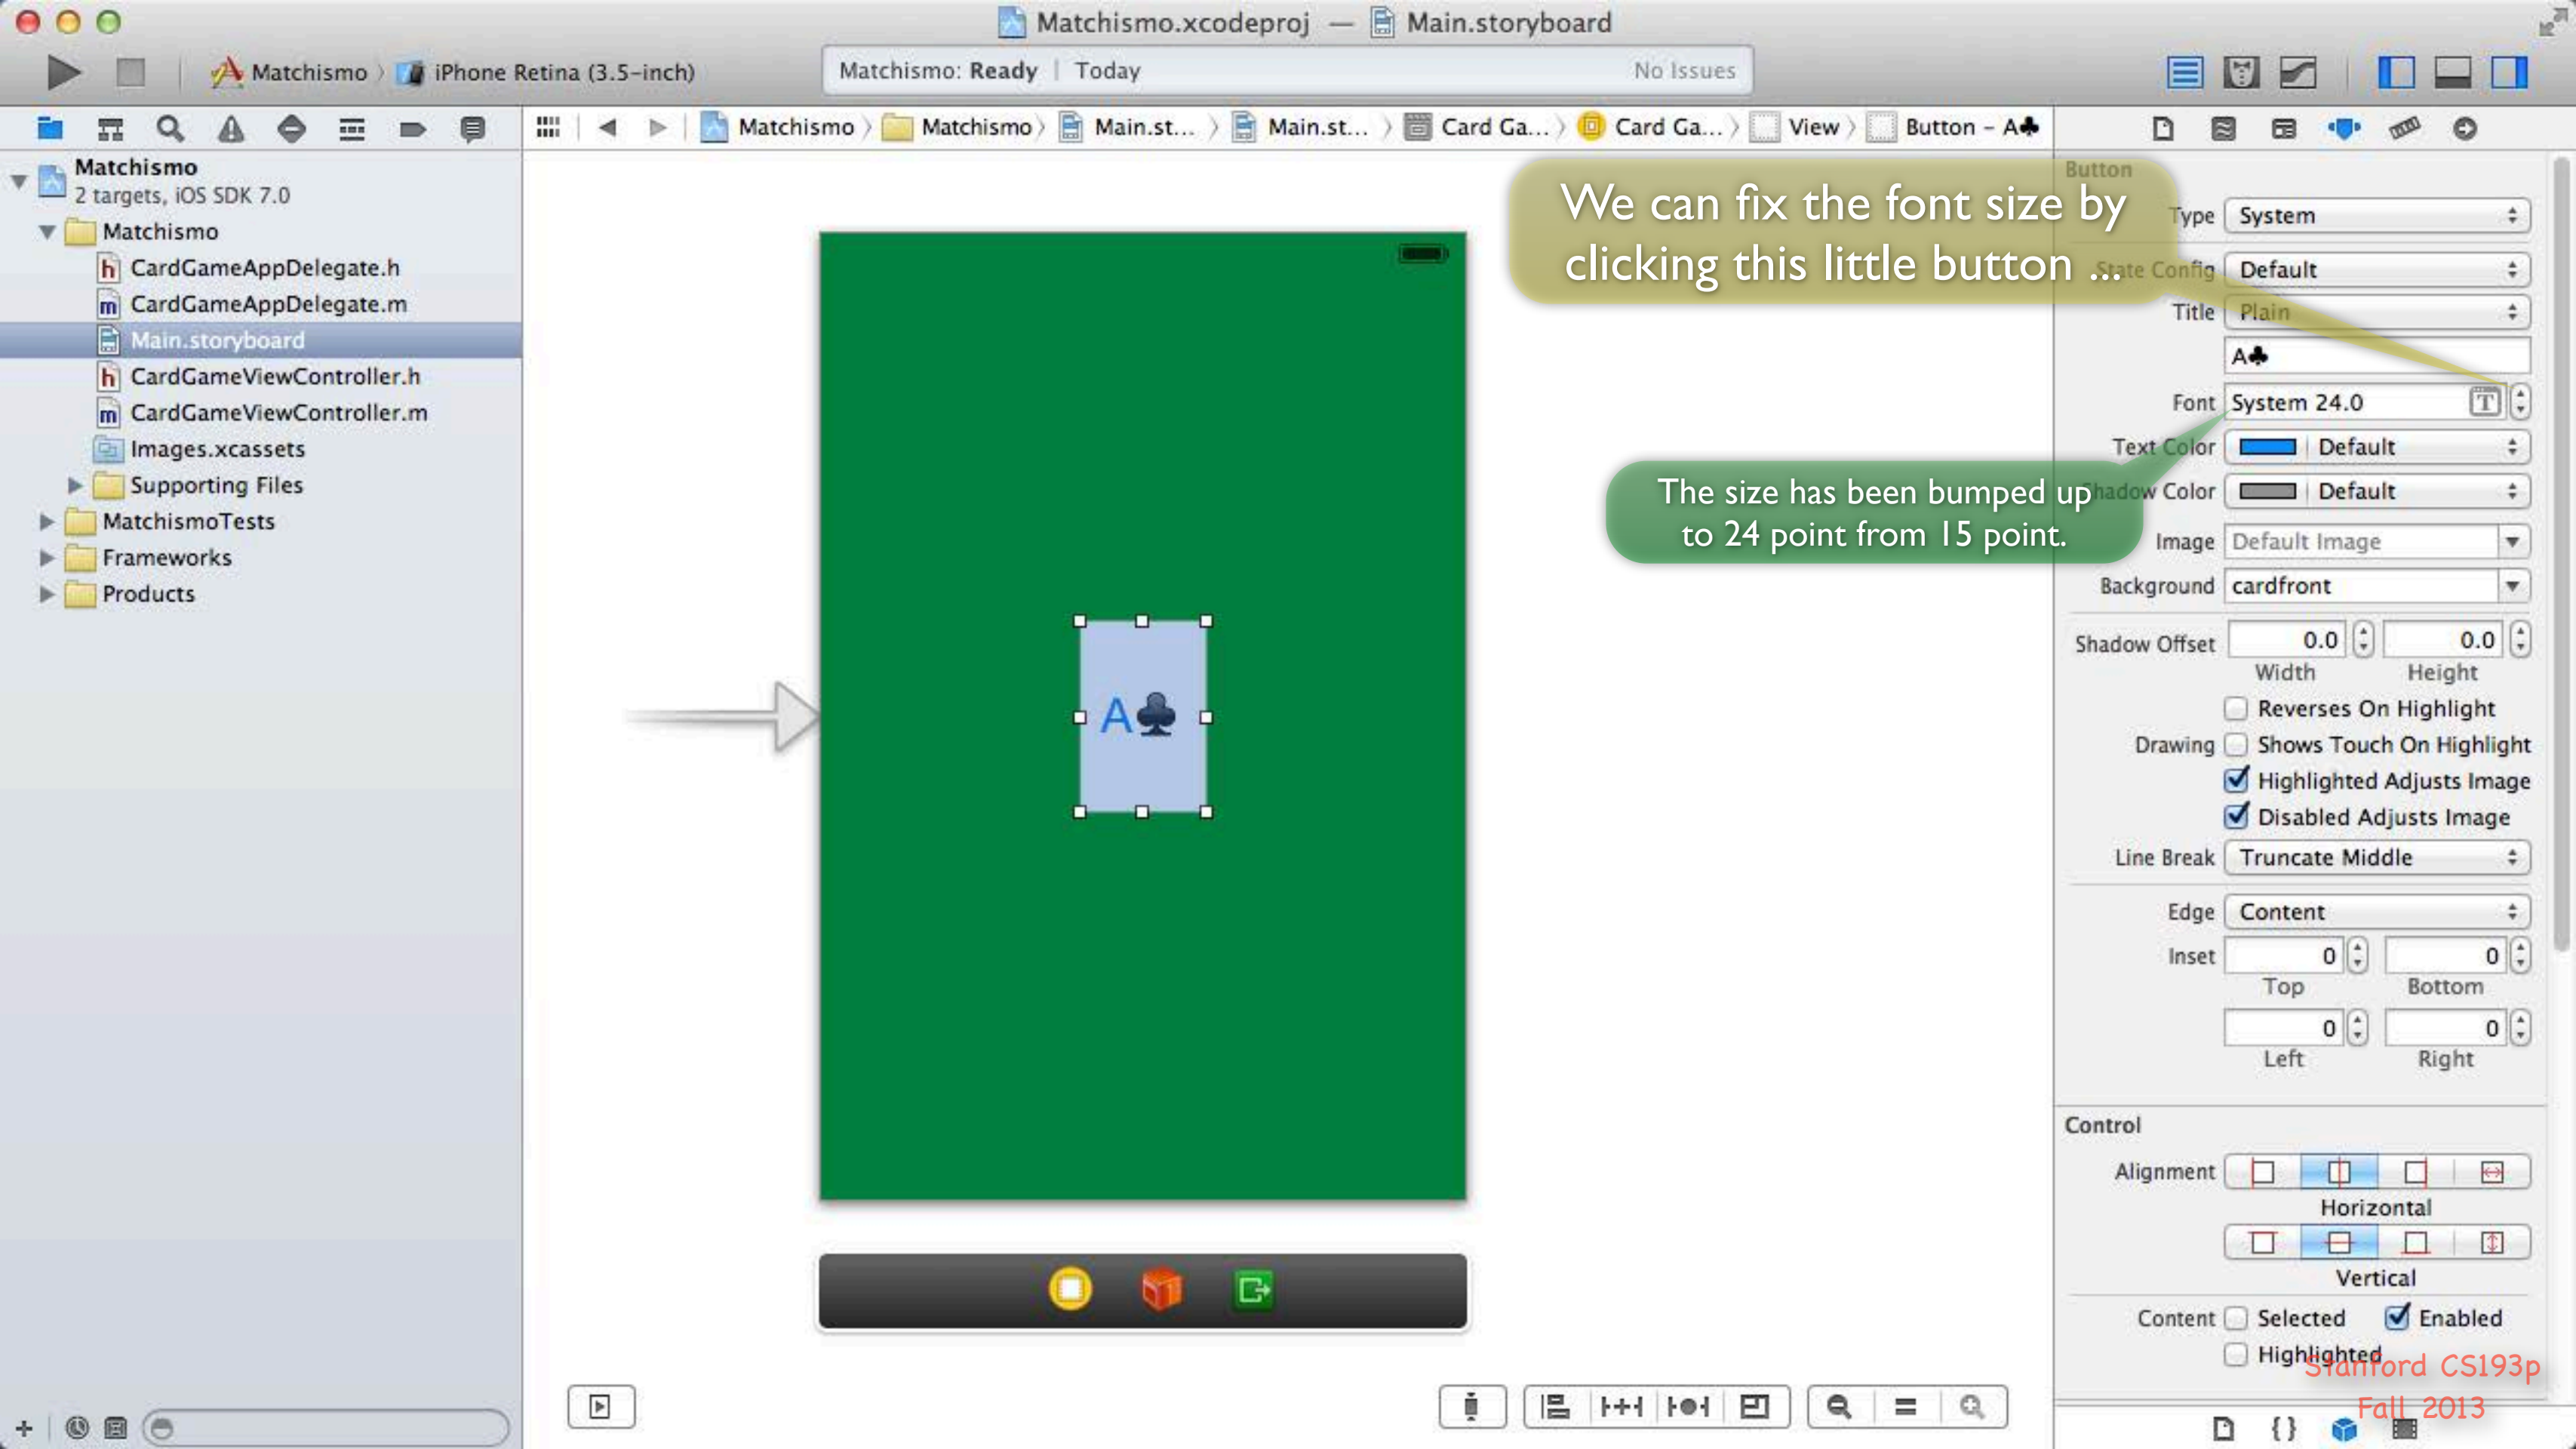 Matchismo.xcodeproj — Main.storyboard
Matchismo iPhone Retina (3.5-inch)
Matchismo: Ready | Today No Issues
Matchismo Matchismo Main.st... Main.st... Card Ga... Card Ga... View Button - A♣
Matchismo
2 targets, iOS SDK 7.0
Matchismo
h CardGameAppDelegate.h
m CardGameAppDelegate.m
Main.storyboard
h CardGameViewController.h
m CardGameViewController.m
Images.xcassets
Supporting Files
MatchismoTests
Frameworks
Products
We can fix the font size by
clicking this little button ...
The size has been bumped up
to 24 point from 15 point.
A♣
Button
Type System
State Config Default
Title Plain
A♣
Font System 24.0 T
Text Color Default
Shadow Color Default
Image Default Image
Background cardfront
Shadow Offset 0.0 0.0
Width Height
Reverses On Highlight
Drawing Shows Touch On Highlight
Highlighted Adjusts Image
Disabled Adjusts Image
Line Break Truncate Middle
Edge Content
Inset 0 0
Top Bottom
0 0
Left Right
Control
Alignment
Horizontal
Vertical
Content Selected Enabled
Highlighted
Stanford CS193p
Fall 2013
{}